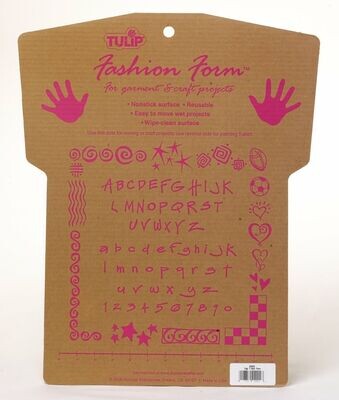 TULIP
Fashion Form™
For garment & craft projects
• Nonstick surface • Reusable
• Easy to move wet projects
• Wipe-clean surface
ABCDEFGHIJK
LMNOPQRST
UVWXYZ
abcdefghijk
lmnopqrst
uvwxyz
1234567890